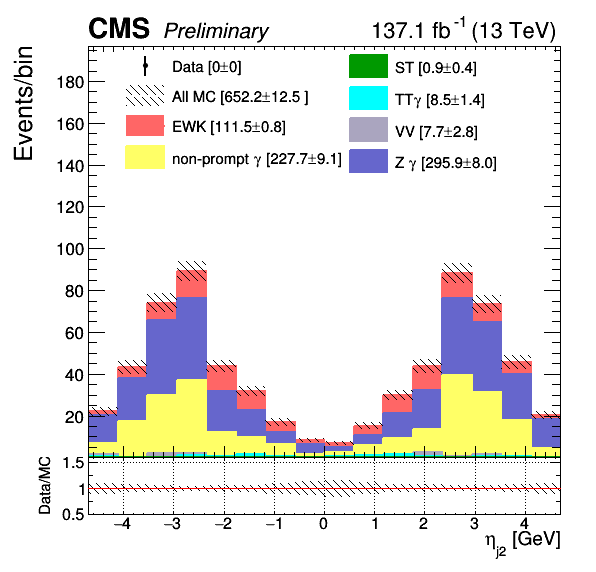 CMS Preliminary 137.1 fb⁻¹ (13 TeV)
Events/bin
Data [0±0]
All MC [652.2±12.5 ]
EWK [111.5±0.8]
non-prompt γ [227.7±9.1]
ST [0.9±0.4]
TTγ [8.5±1.4]
VV [7.7±2.8]
Z γ [295.9±8.0]
180
160
140
120
100
80
60
40
20
Data/MC
1.5
1
0.5
−4 −3 −2 −1 0 1 2 3 4
η_j2 [GeV]